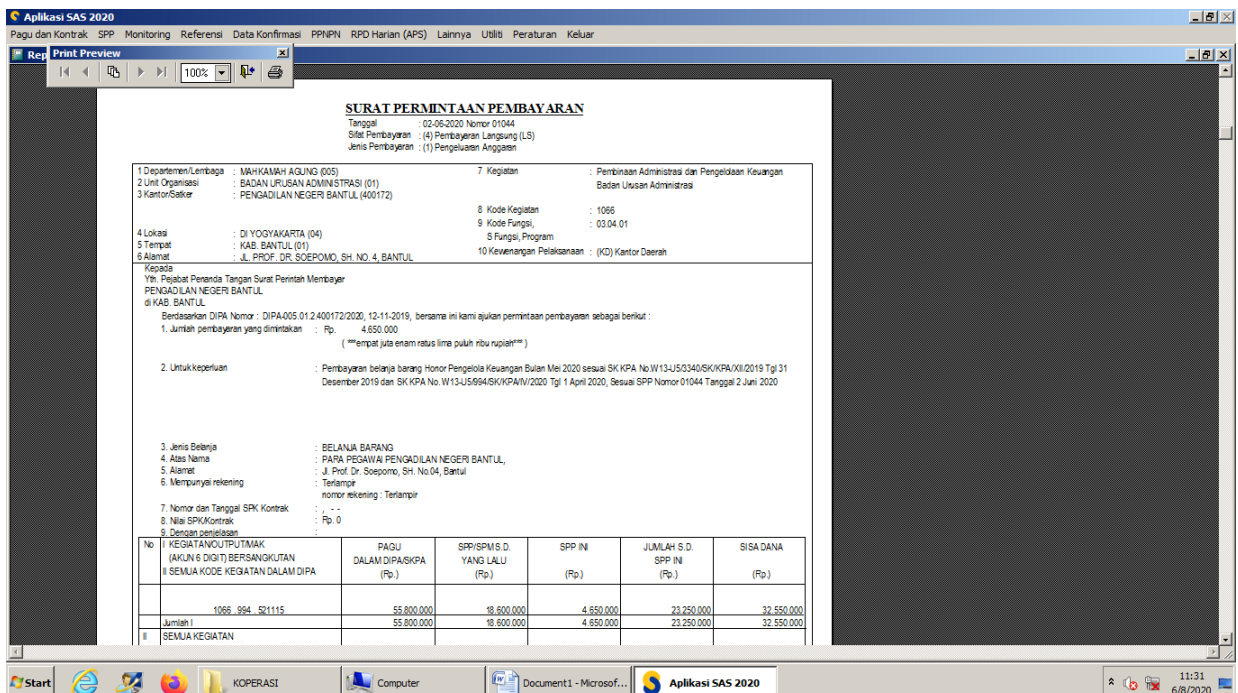 Aplikasi SAS 2020
Pagu dan Kontrak SPP Monitoring Referensi Data Konfirmasi PPNPN RPD Harian (APS) Lainnya Utiliti Peraturan Keluar
Rep
Print Preview
100%
SURAT PERMINTAAN PEMBAYARAN
Tanggal : 02-06-2020 Nomor 01044
Sifat Pembayaran : (4) Pembayaran Langsung (LS)
Jenis Pembayaran : (1) Pengeluaran Anggaran
1 Departemen/Lembaga : MAHKAMAH AGUNG (005)
2 Unit Organisasi : BADAN URUSAN ADMINISTRASI (01)
3 Kantor/Satker : PENGADILAN NEGERI BANTUL (400172)
4 Lokasi : DI YOGYAKARTA (04)
5 Tempat : KAB. BANTUL (01)
6 Alamat : JL. PROF. DR. SOEPOMO, SH. NO. 4, BANTUL
7 Kegiatan : Pembinaan Administrasi dan Pengelolaan Keuangan
Badan Urusan Administrasi
8 Kode Kegiatan : 1066
9 Kode Fungsi, : 03.04.01
S Fungsi, Program
10 Kewenangan Pelaksanaan : (KD) Kantor Daerah
Kepada
Yth. Pejabat Penanda Tangan Surat Perintah Membayar
PENGADILAN NEGERI BANTUL
di KAB. BANTUL
Berdasarkan DIPA Nomor : DIPA-005.01.2.400172/2020, 12-11-2019, bersama ini kami ajukan permintaan pembayaran sebagai berikut :
1. Jumlah pembayaran yang dimintakan : Rp. 4.650.000
( ***empat juta enam ratus lima puluh ribu rupiah*** )
2. Untuk keperluan : Pembayaran belanja barang Honor Pengelola Keuangan Bulan Mei 2020 sesuai SK KPA No.W13-U5/3340/SK/KPA/XII/2019 Tgl 31
Desember 2019 dan SK KPA No. W13-U5/994/SK/KPA/IV/2020 Tgl 1 April 2020, Sesuai SPP Nomor 01044 Tanggal 2 Juni 2020
3. Jenis Belanja : BELANJA BARANG
4. Atas Nama : PARA PEGAWAI PENGADILAN NEGERI BANTUL,
5. Alamat : Jl. Prof. Dr. Soepomo, SH. No.04, Bantul
6. Mempunyai rekening : Terlampir
nomor rekening : Terlampir
7. Nomor dan Tanggal SPK Kontrak : , - -
8. Nilai SPK/Kontrak : Rp. 0
9. Dengan penjelasan :
No I KEGIATAN/OUTPUT/MAK PAGU SPP/SPM S.D. SPP INI JUMLAH S.D. SISA DANA
(AKUN 6 DIGIT) BERSANGKUTAN DALAM DIPA/SKPA YANG LALU SPP INI
II SEMUA KODE KEGIATAN DALAM DIPA (Rp.) (Rp.) (Rp.) (Rp.) (Rp.)
1066 .994 . 521115 55.800.000 18.600.000 4.650.000 23.250.000 32.550.000
Jumlah I 55.800.000 18.600.000 4.650.000 23.250.000 32.550.000
II SEMUA KEGIATAN
Start KOPERASI Computer Document1 - Microsof... Aplikasi SAS 2020 11:31
6/8/2020